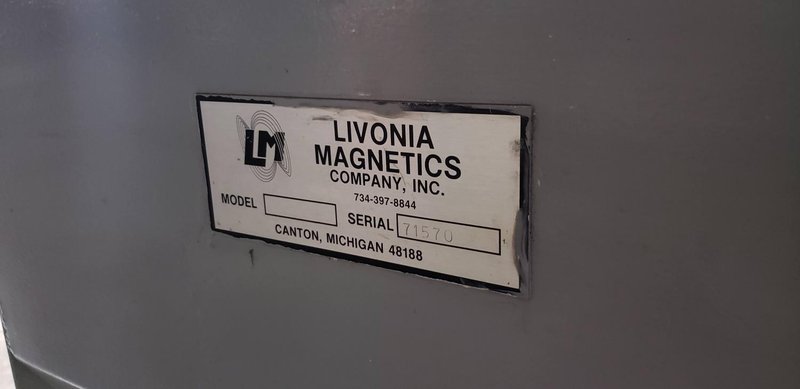 LM
LIVONIA
MAGNETICS
COMPANY, INC.
734-397-8844
MODEL SERIAL 71570
CANTON, MICHIGAN 48188